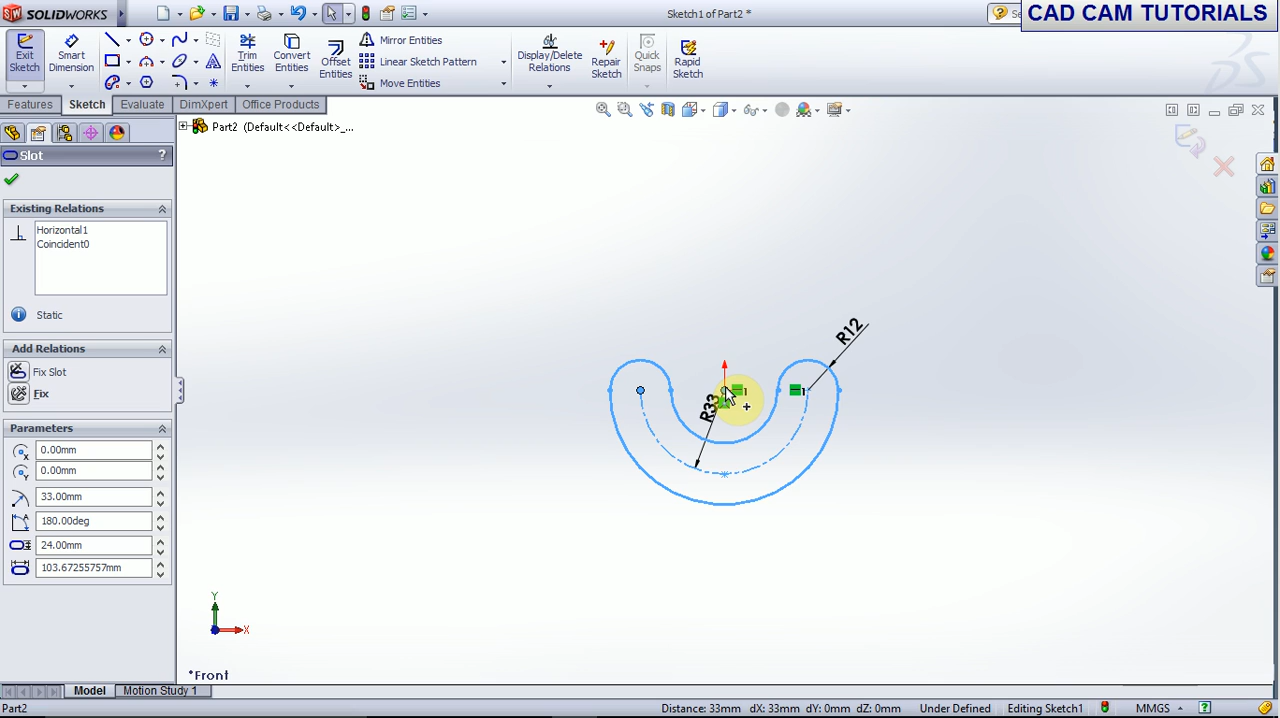 SOLIDWORKS
Sketch1 of Part2 *
CAD CAM TUTORIALS
Exit Sketch
Smart Dimension
Trim Entities
Convert Entities
Offset Entities
Mirror Entities
Linear Sketch Pattern
Move Entities
Display/Delete Relations
Repair Sketch
Quick Snaps
Rapid Sketch
Features
Sketch
Evaluate
DimXpert
Office Products
Part2 (Default<<Default>_...
Slot
?
Existing Relations
Horizontal1
Coincident0
Static
Add Relations
Fix Slot
Fix
Parameters
0.00mm
0.00mm
33.00mm
180.00deg
24.00mm
103.67255757mm
R12
R33
1
1
Y
X
*Front
Model
Motion Study 1
Part2
Distance: 33mm dX: 33mm dY: 0mm dZ: 0mm
Under Defined
Editing Sketch1
MMGS
?